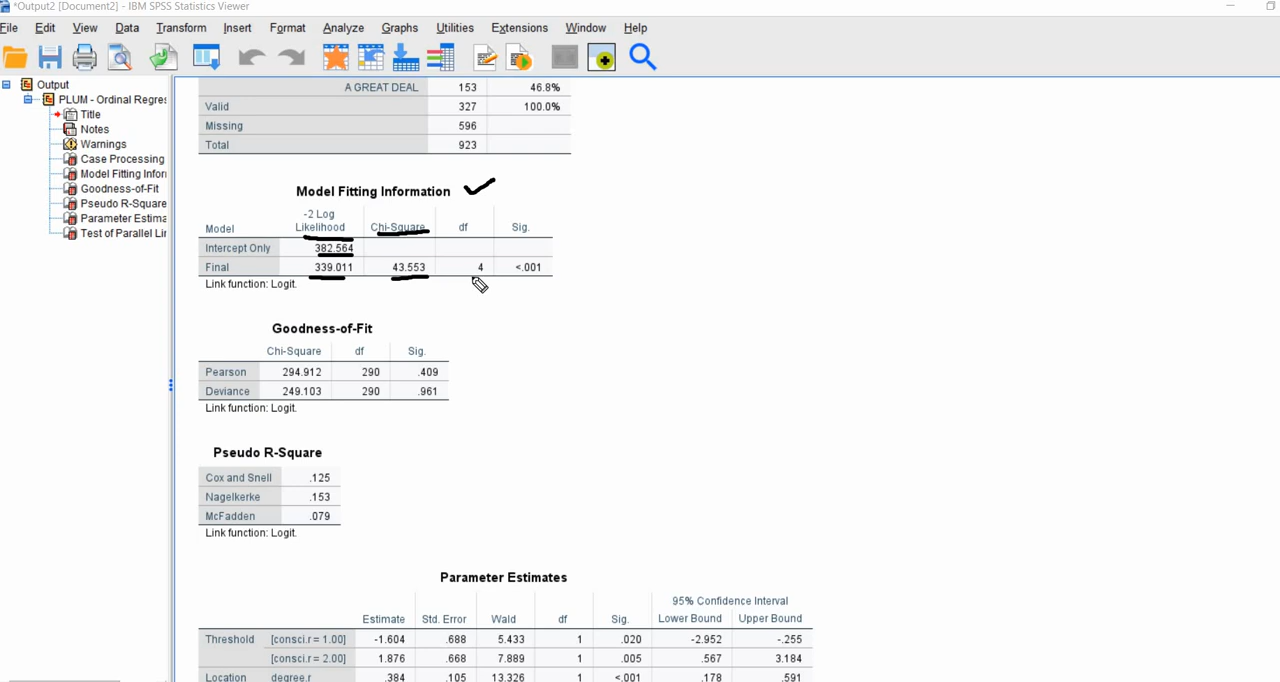 *Output2 [Document2] - IBM SPSS Statistics Viewer
File Edit View Data Transform Insert Format Analyze Graphs Utilities Extensions Window Help
Output
PLUM - Ordinal Regres
Title
Notes
Warnings
Case Processing
Model Fitting Infor
Goodness-of-Fit
Pseudo R-Square
Parameter Estima
Test of Parallel Lir
A GREAT DEAL 153 46.8%
Valid 327 100.0%
Missing 596
Total 923
Model Fitting Information
Model -2 Log Likelihood Chi-Square df Sig.
Intercept Only 382.564
Final 339.011 43.553 4 <.001
Link function: Logit.
Goodness-of-Fit
Chi-Square df Sig.
Pearson 294.912 290 .409
Deviance 249.103 290 .961
Link function: Logit.
Pseudo R-Square
Cox and Snell .125
Nagelkerke .153
McFadden .079
Link function: Logit.
Parameter Estimates
95% Confidence Interval
Estimate Std. Error Wald df Sig. Lower Bound Upper Bound
Threshold [consci.r = 1.00] -1.604 .688 5.433 1 .020 -2.952 -.255
[consci.r = 2.00] 1.876 .668 7.889 1 .005 .567 3.184
Location degree.r .384 .105 13.326 1 <.001 .178 .591